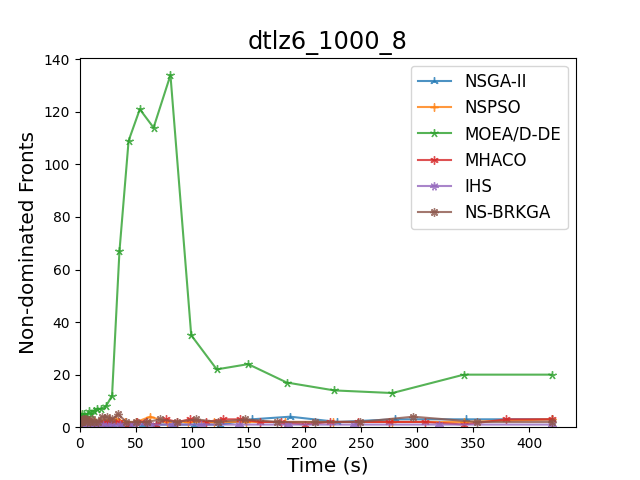 dtlz6_1000_8
140
120
100
80
60
40
20
0
Non-dominated Fronts
NSGA-II
NSPSO
MOEA/D-DE
MHACO
IHS
NS-BRKGA
0 50 100 150 200 250 300 350 400
Time (s)